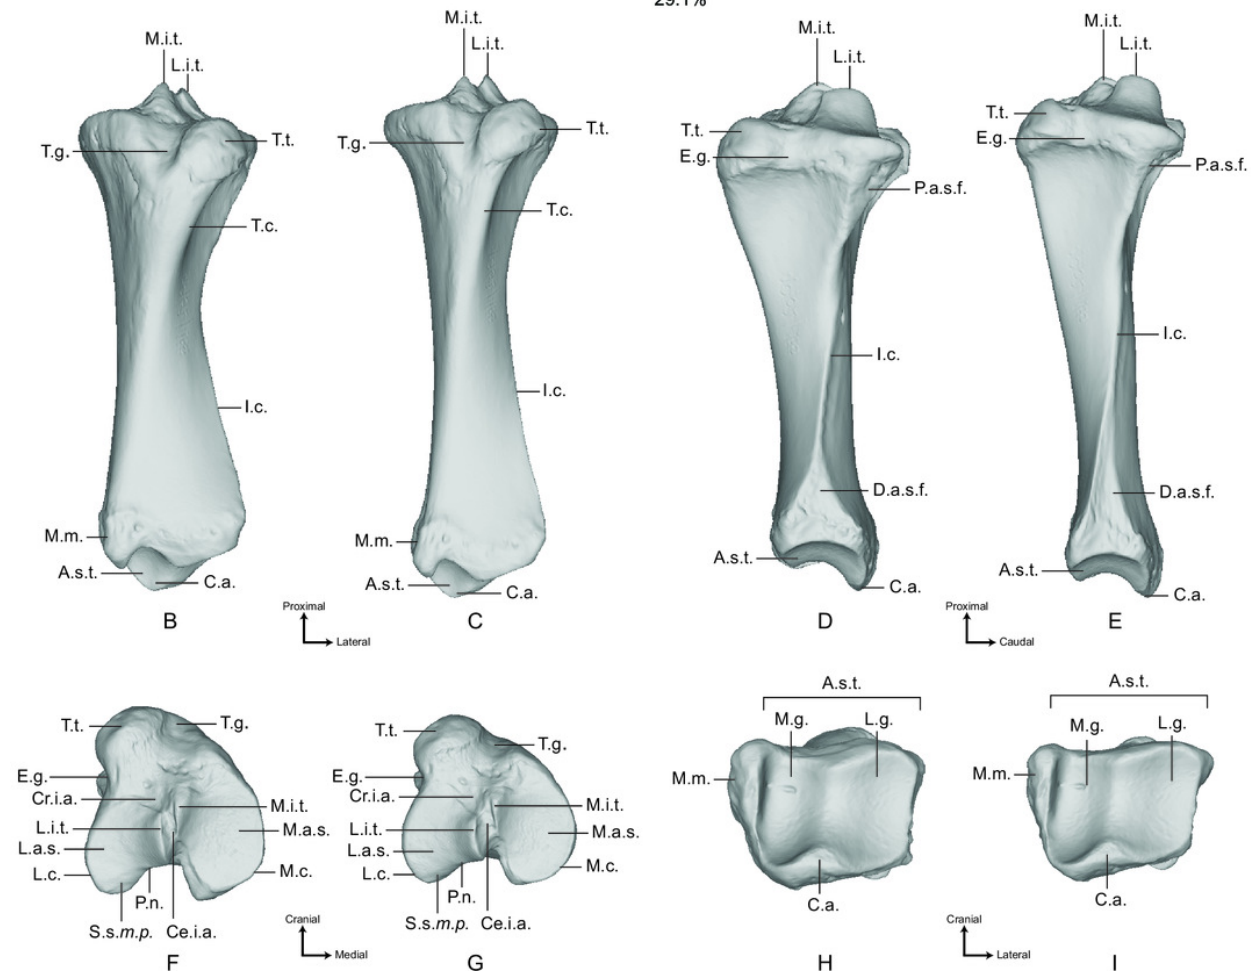 29.1%
M.i.t.
L.i.t.
T.g.
T.t.
T.c.
I.c.
M.m.
A.s.t.
C.a.
B
M.i.t.
L.i.t.
T.g.
T.t.
T.c.
I.c.
M.m.
A.s.t.
C.a.
C
Proximal
Lateral
M.i.t.
L.i.t.
T.t.
E.g.
P.a.s.f.
I.c.
D.a.s.f.
A.s.t.
C.a.
D
M.i.t.
L.i.t.
T.t.
E.g.
P.a.s.f.
I.c.
D.a.s.f.
A.s.t.
C.a.
E
Proximal
Caudal
T.t.
T.g.
E.g.
Cr.i.a.
M.i.t.
L.i.t.
M.a.s.
L.a.s.
L.c.
M.c.
P.n.
S.s.m.p.
Ce.i.a.
F
T.t.
T.g.
E.g.
Cr.i.a.
M.i.t.
L.i.t.
M.a.s.
L.a.s.
L.c.
M.c.
P.n.
S.s.m.p.
Ce.i.a.
G
Cranial
Medial
A.s.t.
M.g.
L.g.
M.m.
C.a.
H
A.s.t.
M.g.
L.g.
M.m.
C.a.
I
Cranial
Lateral